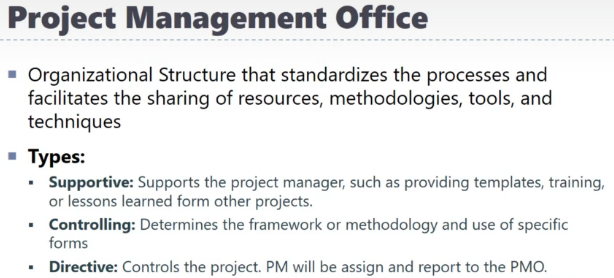 Project Management Office
▪ Organizational Structure that standardizes the processes and
facilitates the sharing of resources, methodologies, tools, and
techniques
▪ Types:
▪ Supportive: Supports the project manager, such as providing templates, training,
or lessons learned form other projects.
▪ Controlling: Determines the framework or methodology and use of specific
forms
▪ Directive: Controls the project. PM will be assign and report to the PMO.